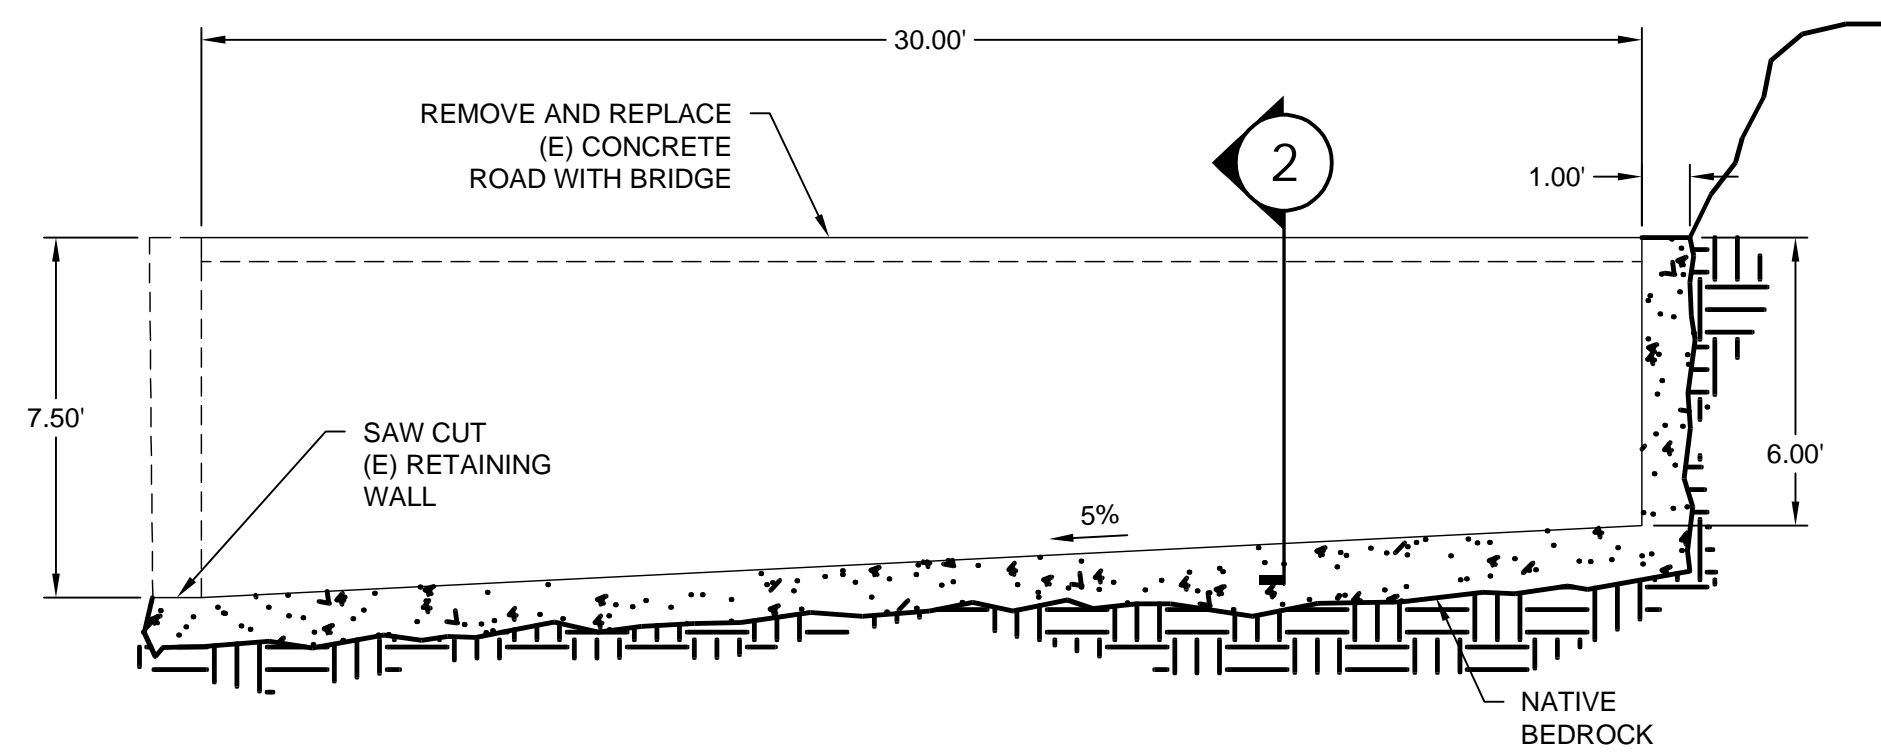 30.00'
REMOVE AND REPLACE
(E) CONCRETE
ROAD WITH BRIDGE
2
1.00'
7.50'
SAW CUT
(E) RETAINING
WALL
6.00'
5%
NATIVE
BEDROCK